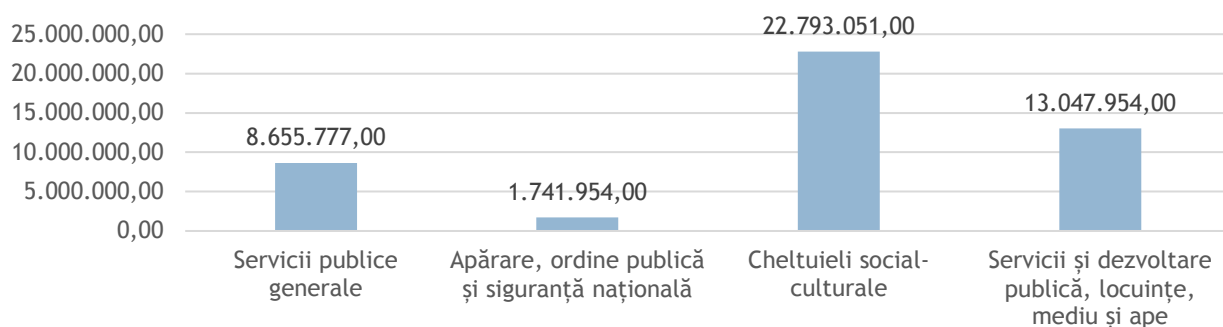 25.000.000,00
20.000.000,00
15.000.000,00
10.000.000,00
5.000.000,00
0,00
8.655.777,00
1.741.954,00
22.793.051,00
13.047.954,00
Servicii publice
generale
Apărare, ordine publică
și siguranță națională
Cheltuieli social-
culturale
Servicii și dezvoltare
publică, locuințe,
mediu și ape